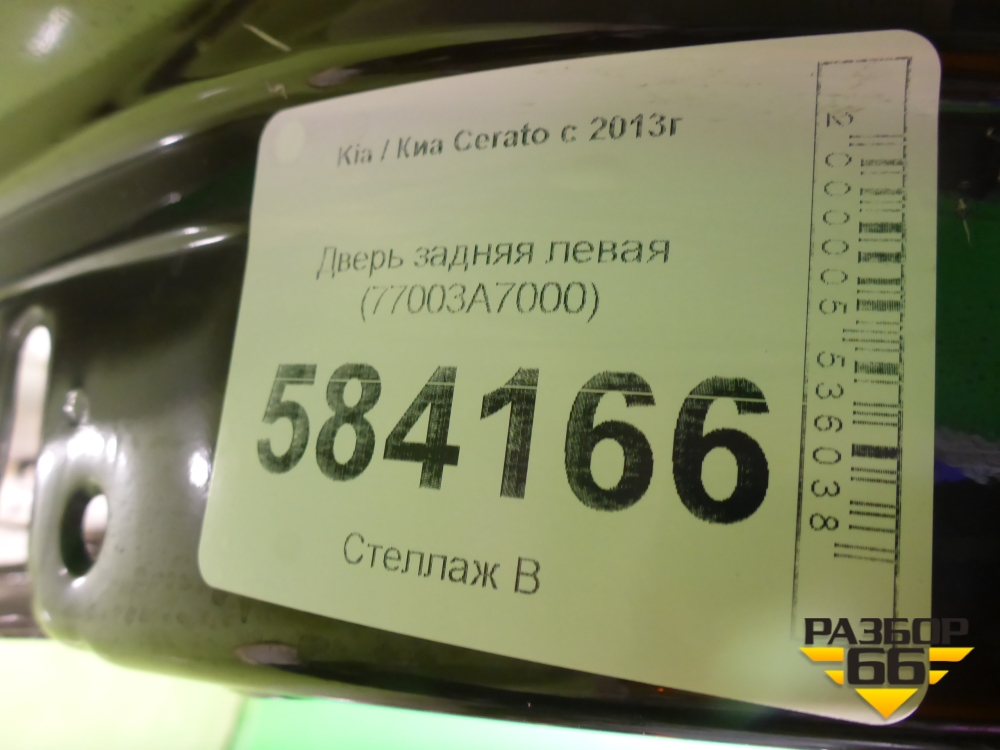 Kia / Киа Cerato с 2013г
Дверь задняя левая
(77003A7000)
584166
Стеллаж В
2000005536038
РАЗБОР
66